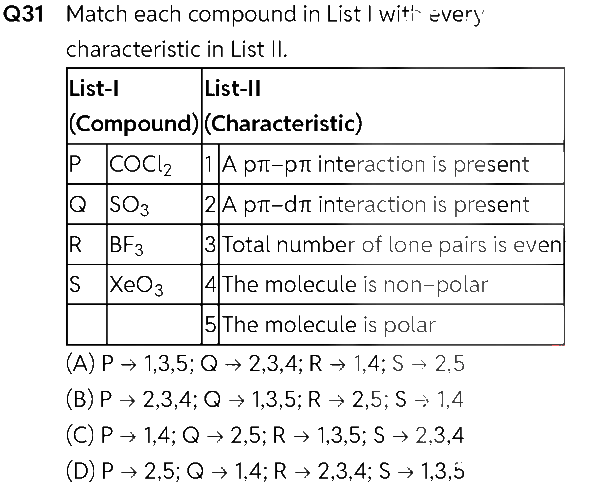 Q31 Match each compound in List I with every
characteristic in List II.
List-I List-II
(Compound) (Characteristic)
P COCl₂ 1 A pπ–pπ interaction is present
Q SO₃ 2 A pπ–dπ interaction is present
R BF₃ 3 Total number of lone pairs is even
S XeO₃ 4 The molecule is non-polar
5 The molecule is polar
(A) P → 1,3,5; Q → 2,3,4; R → 1,4; S → 2,5
(B) P → 2,3,4; Q → 1,3,5; R → 2,5; S → 1,4
(C) P → 1,4; Q → 2,5; R → 1,3,5; S → 2,3,4
(D) P → 2,5; Q → 1,4; R → 2,3,4; S → 1,3,5